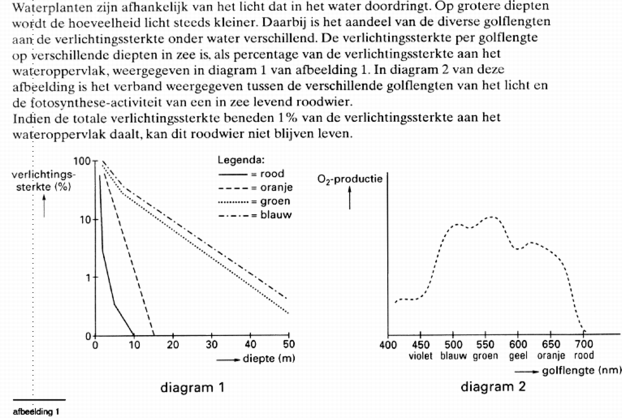 Waterplanten zijn afhankelijk van het licht dat in het water doordringt. Op grotere diepten
wordt de hoeveelheid licht steeds kleiner. Daarbij is het aandeel van de diverse golflengten
aan de verlichtingssterkte onder water verschillend. De verlichtingssterkte per golflengte
op verschillende diepten in zee is, als percentage van de verlichtingssterkte aan het
wateroppervlak, weergegeven in diagram 1 van afbeelding 1. In diagram 2 van deze
afbeelding is het verband weergegeven tussen de verschillende golflengten van het licht en
de fotosynthese-activiteit van een in zee levend roodwier.
Indien de totale verlichtingssterkte beneden 1% van de verlichtingssterkte aan het
wateroppervlak daalt, kan dit roodwier niet blijven leven.
verlichtings-
sterkte (%)
100
10
1
0
0 10 20 30 40 50
diepte (m)
Legenda:
= rood
= oranje
= groen
= blauw
diagram 1
O₂-productie
400 450 500 550 600 650 700
violet blauw groen geel oranje rood
golflengte (nm)
diagram 2
afbeelding 1